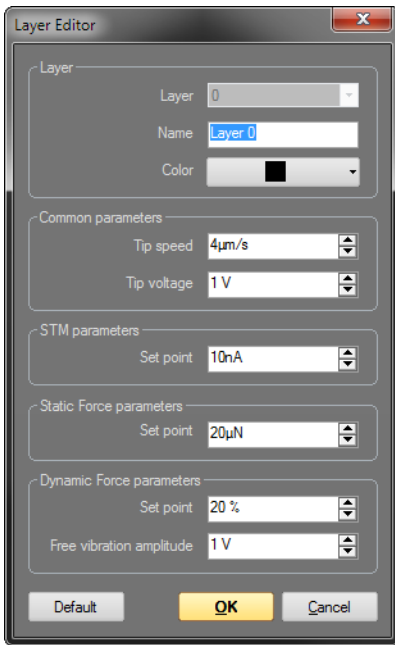 Layer Editor
x
Layer
Layer 0
Name Layer 0
Color
Common parameters
Tip speed 4µm/s
Tip voltage 1 V
STM parameters
Set point 10nA
Static Force parameters
Set point 20µN
Dynamic Force parameters
Set point 20 %
Free vibration amplitude 1 V
Default OK Cancel